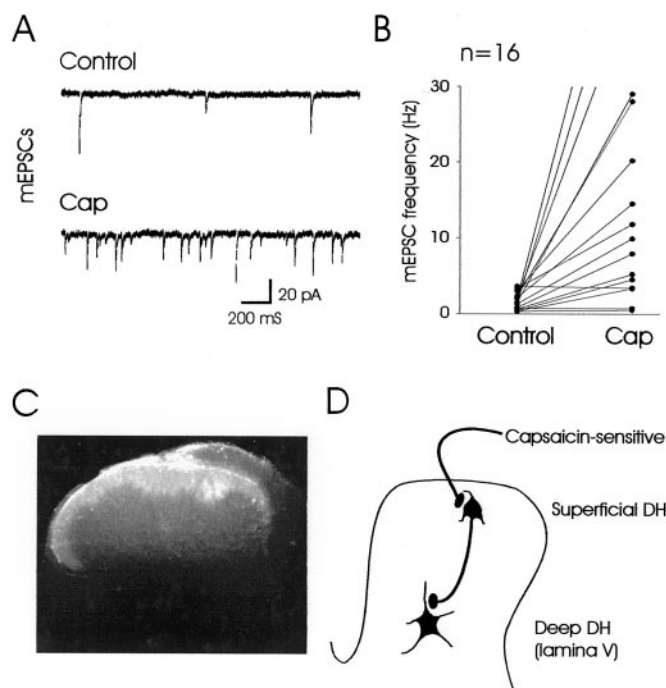 A
Control
mEPSCs
Cap
20 pA
200 mS
B
n=16
mEPSC frequency (Hz)
30
20
10
0
Control
Cap
C
D
Capsaicin-sensitive
Superficial DH
Deep DH
(lamina V)